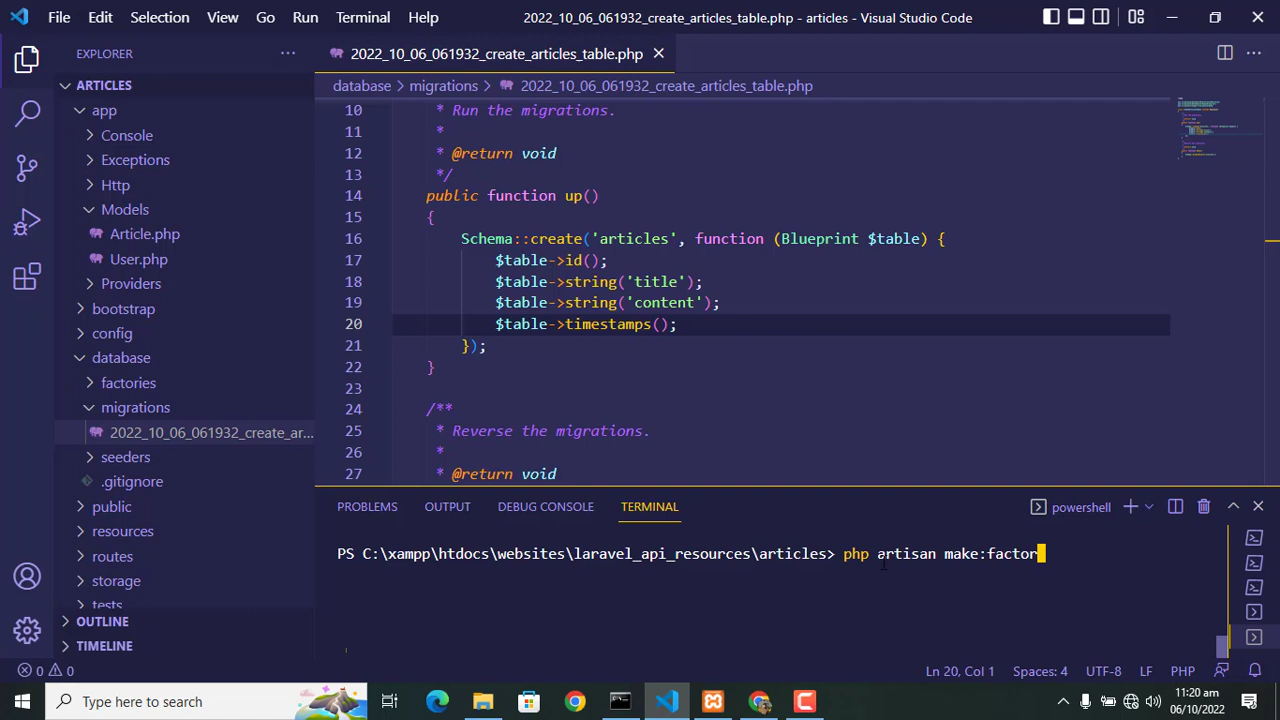 File Edit Selection View Go Run Terminal Help 2022_10_06_061932_create_articles_table.php - articles - Visual Studio Code
EXPLORER
2022_10_06_061932_create_articles_table.php
ARTICLES
app
Console
Exceptions
Http
Models
Article.php
User.php
Providers
bootstrap
config
database
factories
migrations
2022_10_06_061932_create_ar...
seeders
.gitignore
public
resources
routes
storage
tests
OUTLINE
TIMELINE
database > migrations > 2022_10_06_061932_create_articles_table.php
10 * Run the migrations.
11 *
12 * @return void
13 */
14 public function up()
15 {
16 Schema::create('articles', function (Blueprint $table) {
17 $table->id();
18 $table->string('title');
19 $table->string('content');
20 $table->timestamps();
21 });
22 }
23
24 /**
25 * Reverse the migrations.
26 *
27 * @return void
PROBLEMS OUTPUT DEBUG CONSOLE TERMINAL powershell
PS C:\xampp\htdocs\websites\laravel_api_resources\articles> php artisan make:factor
0 0 Ln 20, Col 1 Spaces: 4 UTF-8 LF PHP
Type here to search
11:20 am
06/10/2022